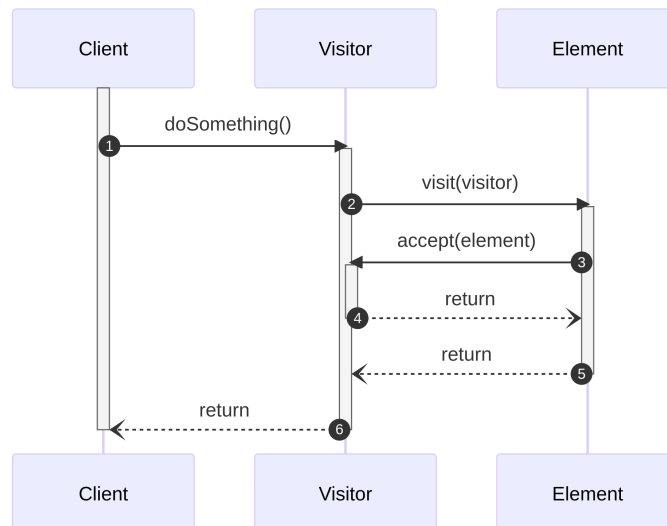 Client Visitor Element
doSomething()
1
visit(visitor)
2
accept(element)
3
return
4
return
5
return
6
Client Visitor Element